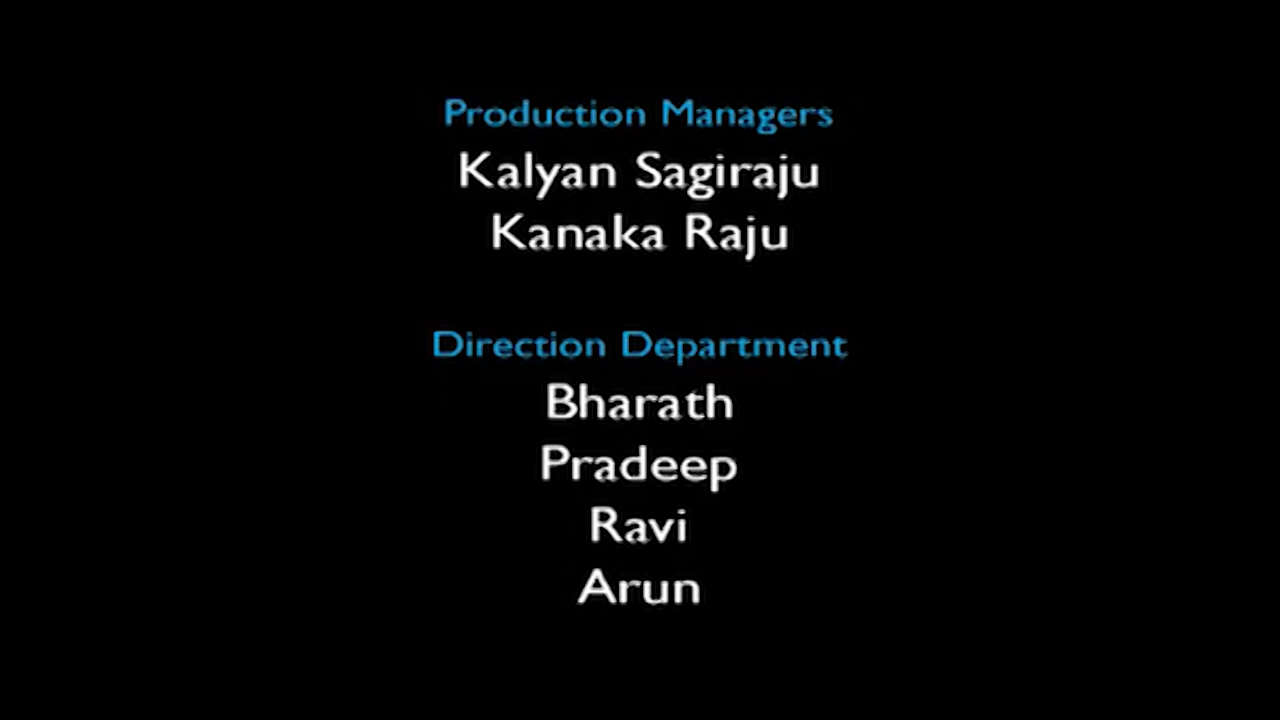 Production Managers
Kalyan Sagiraju
Kanaka Raju
Direction Department
Bharath
Pradeep
Ravi
Arun